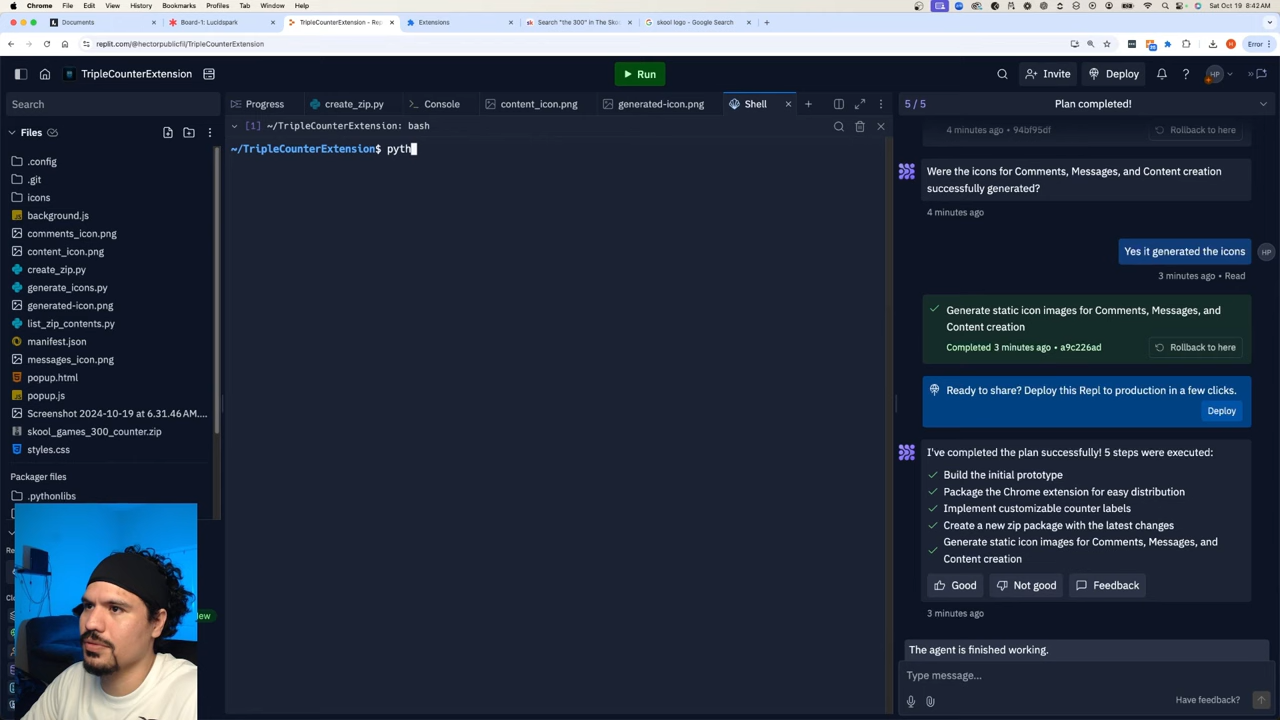 Chrome File Edit View History Bookmarks Profiles Tab Window Help
Sat Oct 19 8:42 AM
Documents
Board-1: Lucidspark
TripleCounterExtension - Rep
Extensions
Search "the 300" in The Skoo
skool logo - Google Search
replit.com/@hectorpublicfil/TripleCounterExtension
Error
TripleCounterExtension
Run
Invite
Deploy
HP
Search
Progress
create_zip.py
Console
content_icon.png
generated-icon.png
Shell
5 / 5
Plan completed!
Files
[1] ~/TripleCounterExtension: bash
~/TripleCounterExtension$ pyth
.config
.git
icons
background.js
comments_icon.png
content_icon.png
create_zip.py
generate_icons.py
generated-icon.png
list_zip_contents.py
manifest.json
messages_icon.png
popup.html
popup.js
Screenshot 2024-10-19 at 6.31.46 AM....
skool_games_300_counter.zip
styles.css
Packager files
.pythonlibs
4 minutes ago • 94bf95df
Rollback to here
Were the icons for Comments, Messages, and Content creation
successfully generated?
4 minutes ago
Yes it generated the icons
HP
3 minutes ago • Read
Generate static icon images for Comments, Messages, and
Content creation
Completed 3 minutes ago • a9c226ad
Rollback to here
Ready to share? Deploy this Repl to production in a few clicks.
Deploy
I've completed the plan successfully! 5 steps were executed:
Build the initial prototype
Package the Chrome extension for easy distribution
Implement customizable counter labels
Create a new zip package with the latest changes
Generate static icon images for Comments, Messages, and
Content creation
Good
Not good
Feedback
3 minutes ago
The agent is finished working.
Type message...
Have feedback?